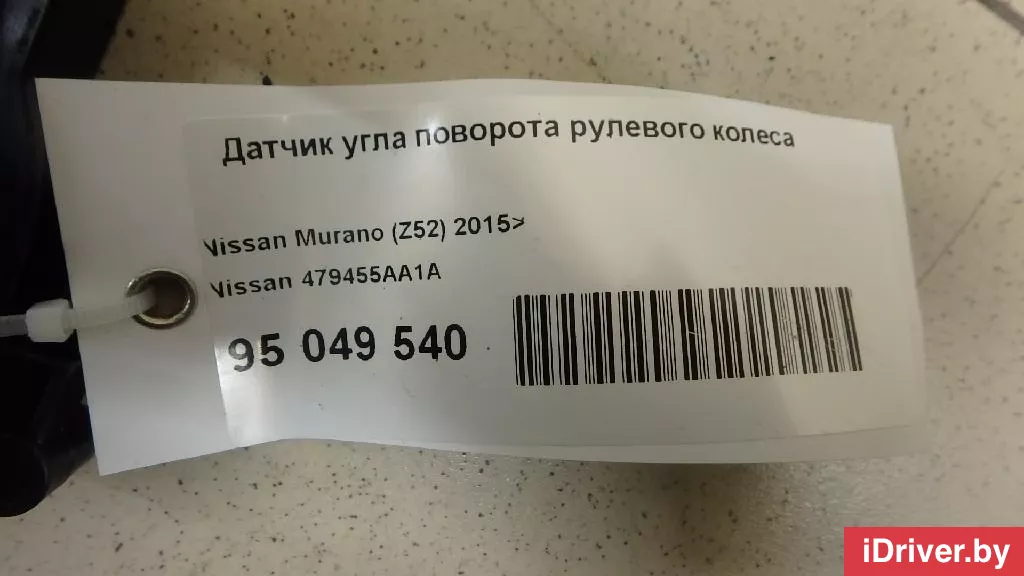 Датчик угла поворота рулевого колеса
Nissan Murano (Z52) 2015>
Nissan 479455AA1A
95 049 540
iDriver.by